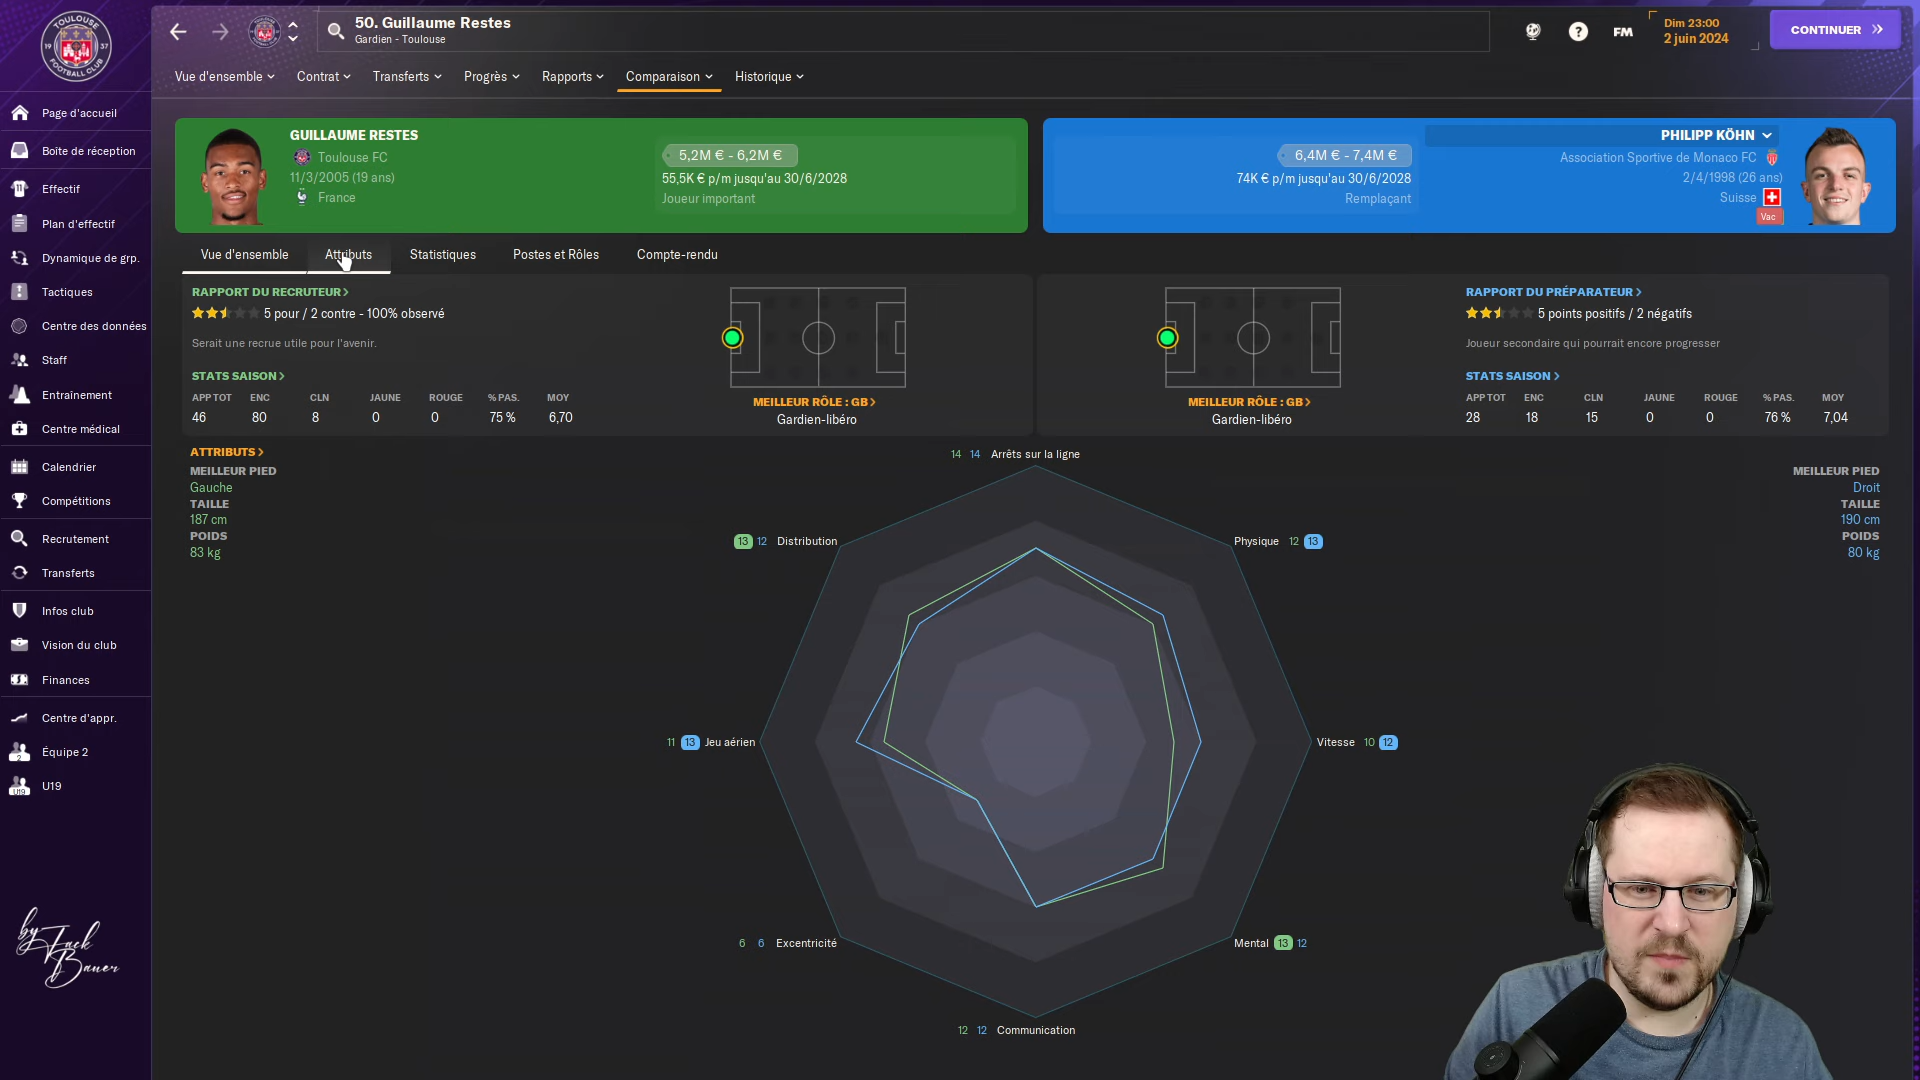 50. Guillaume Restes
Gardien - Toulouse
FM
Dim 23:00
2 juin 2024
CONTINUER
Vue d'ensemble
Contrat
Transferts
Progrès
Rapports
Comparaison
Historique
TOULOUSE
19 37
FOOTBALL CLUB
Page d'accueil
Boîte de réception
Effectif
Plan d'effectif
Dynamique de grp.
Tactiques
Centre des données
Staff
Entraînement
Centre médical
Calendrier
Compétitions
Recrutement
Transferts
Infos club
Vision du club
Finances
Centre d'appr.
Équipe 2
U19
by Jack Bauer
GUILLAUME RESTES
Toulouse FC
11/3/2005 (19 ans)
France
5,2M € - 6,2M €
55,5K € p/m jusqu'au 30/6/2028
Joueur important
PHILIPP KÖHN
Association Sportive de Monaco FC
2/4/1998 (26 ans)
Suisse
Vac
6,4M € - 7,4M €
74K € p/m jusqu'au 30/6/2028
Remplaçant
Vue d'ensemble
Attributs
Statistiques
Postes et Rôles
Compte-rendu
RAPPORT DU RECRUTEUR
5 pour / 2 contre - 100% observé
Serait une recrue utile pour l'avenir.
STATS SAISON
APP TOT ENC CLN JAUNE ROUGE % PAS. MOY
46 80 8 0 0 75 % 6,70
MEILLEUR RÔLE : GB
Gardien-libéro
MEILLEUR RÔLE : GB
Gardien-libéro
RAPPORT DU PRÉPARATEUR
5 points positifs / 2 négatifs
Joueur secondaire qui pourrait encore progresser
STATS SAISON
APP TOT ENC CLN JAUNE ROUGE % PAS. MOY
28 18 15 0 0 76 % 7,04
ATTRIBUTS
MEILLEUR PIED
Gauche
TAILLE
187 cm
POIDS
83 kg
14 14 Arrêts sur la ligne
13 12 Distribution
Physique 12 13
11 13 Jeu aérien
Vitesse 10 12
6 6 Excentricité
Mental 13 12
12 12 Communication
MEILLEUR PIED
Droit
TAILLE
190 cm
POIDS
80 kg